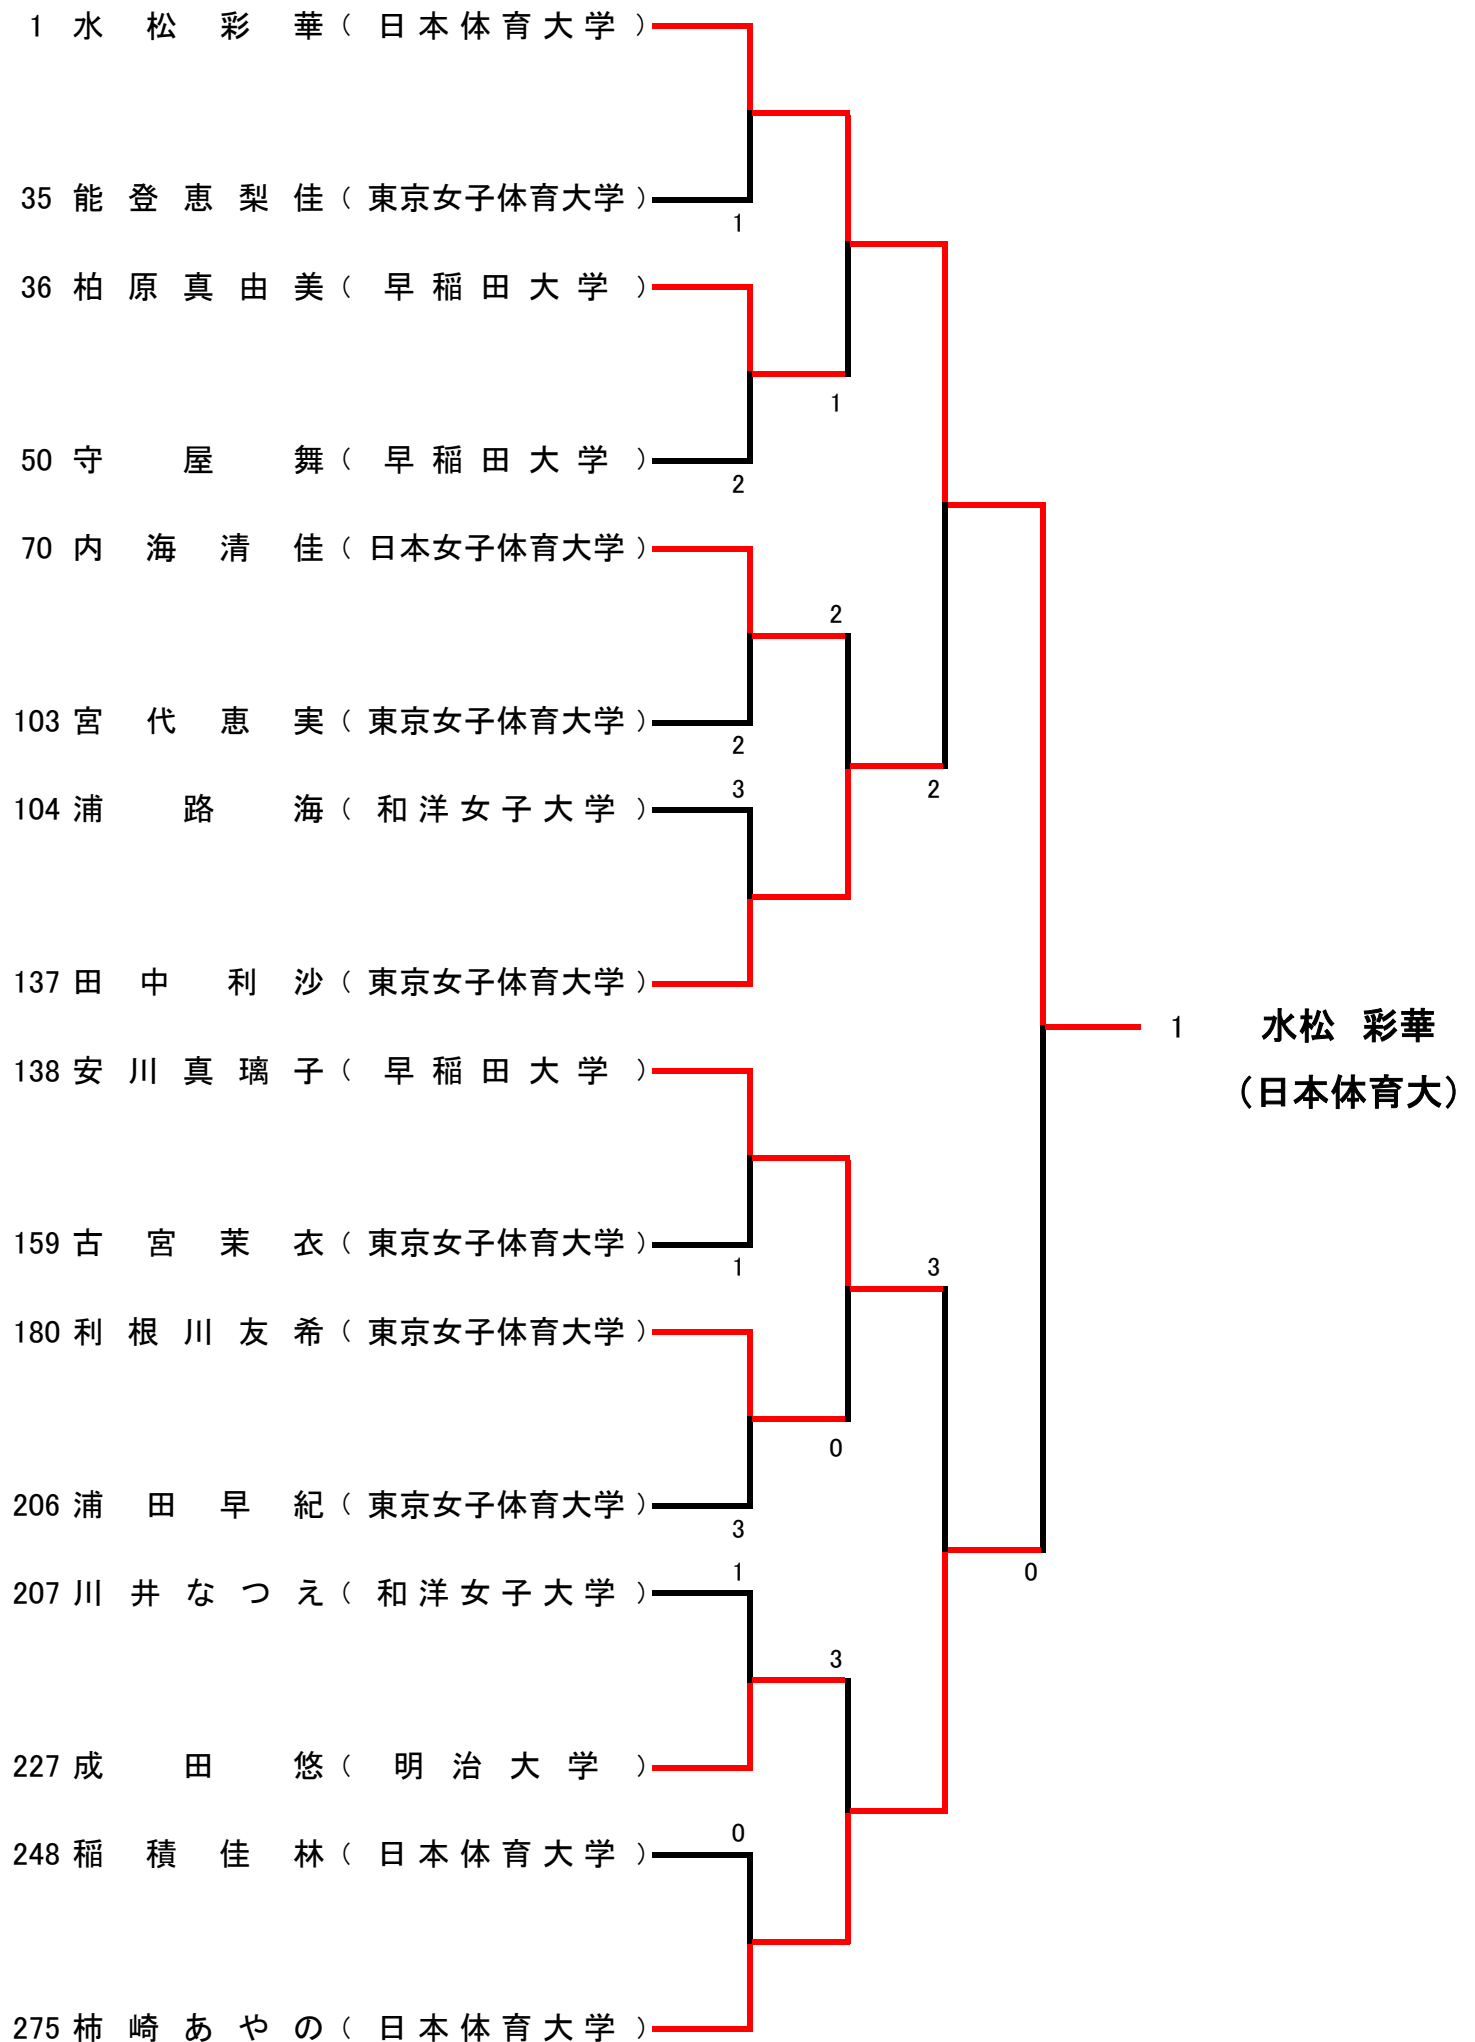 1 水松彩華 ( 日本体育大学 )
35 能登恵梨佳 ( 東京女子体育大学 )
1
36 柏原真由美 ( 早稲田大学 )
1
50 守屋舞 ( 早稲田大学 )
2
70 内海清佳 ( 日本女子体育大学 )
2
103 宮代恵実 ( 東京女子体育大学 )
2
3
2
104 浦路海 ( 和洋女子大学 )
137 田中利沙 ( 東京女子体育大学 )
1 水松 彩華
(日本体育大)
138 安川真璃子 ( 早稲田大学 )
159 古宮茉衣 ( 東京女子体育大学 )
1
3
180 利根川友希 ( 東京女子体育大学 )
0
206 浦田早紀 ( 東京女子体育大学 )
3
1
0
207 川井なつえ ( 和洋女子大学 )
3
227 成田悠 ( 明治大学 )
0
248 稲積佳林 ( 日本体育大学 )
275 柿崎あやの ( 日本体育大学 )